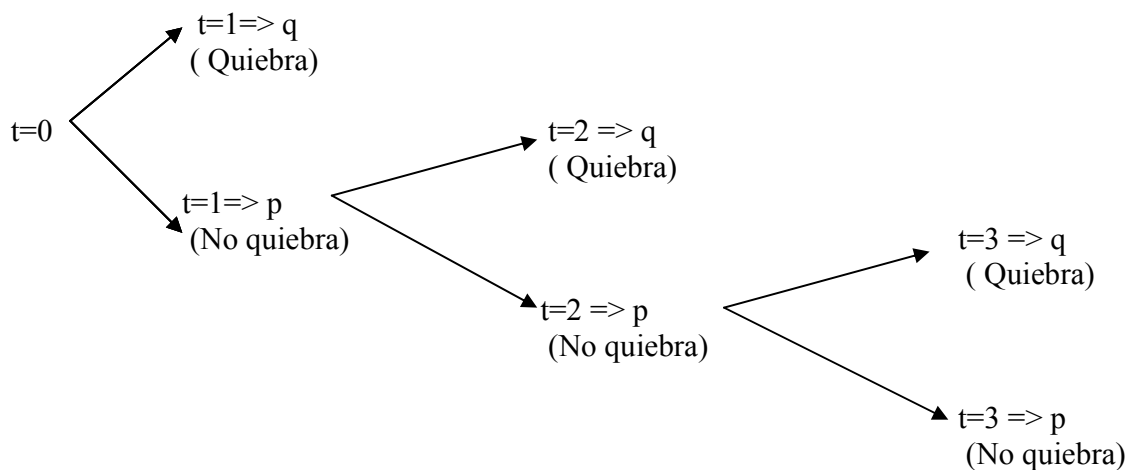 t=1=> q
( Quiebra)
t=0
t=2 => q
( Quiebra)
t=1=> p
(No quiebra)
t=3 => q
( Quiebra)
t=2 => p
(No quiebra)
t=3 => p
(No quiebra)